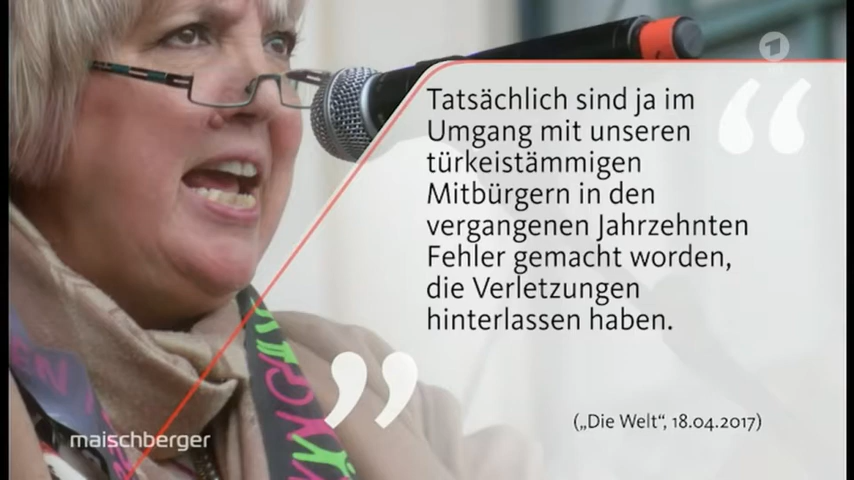 1
Tatsächlich sind ja im
Umgang mit unseren
türkeistämmigen
Mitbürgern in den
vergangenen Jahrzehnten
Fehler gemacht worden,
die Verletzungen
hinterlassen haben.
(„Die Welt“, 18.04.2017)
maischberger